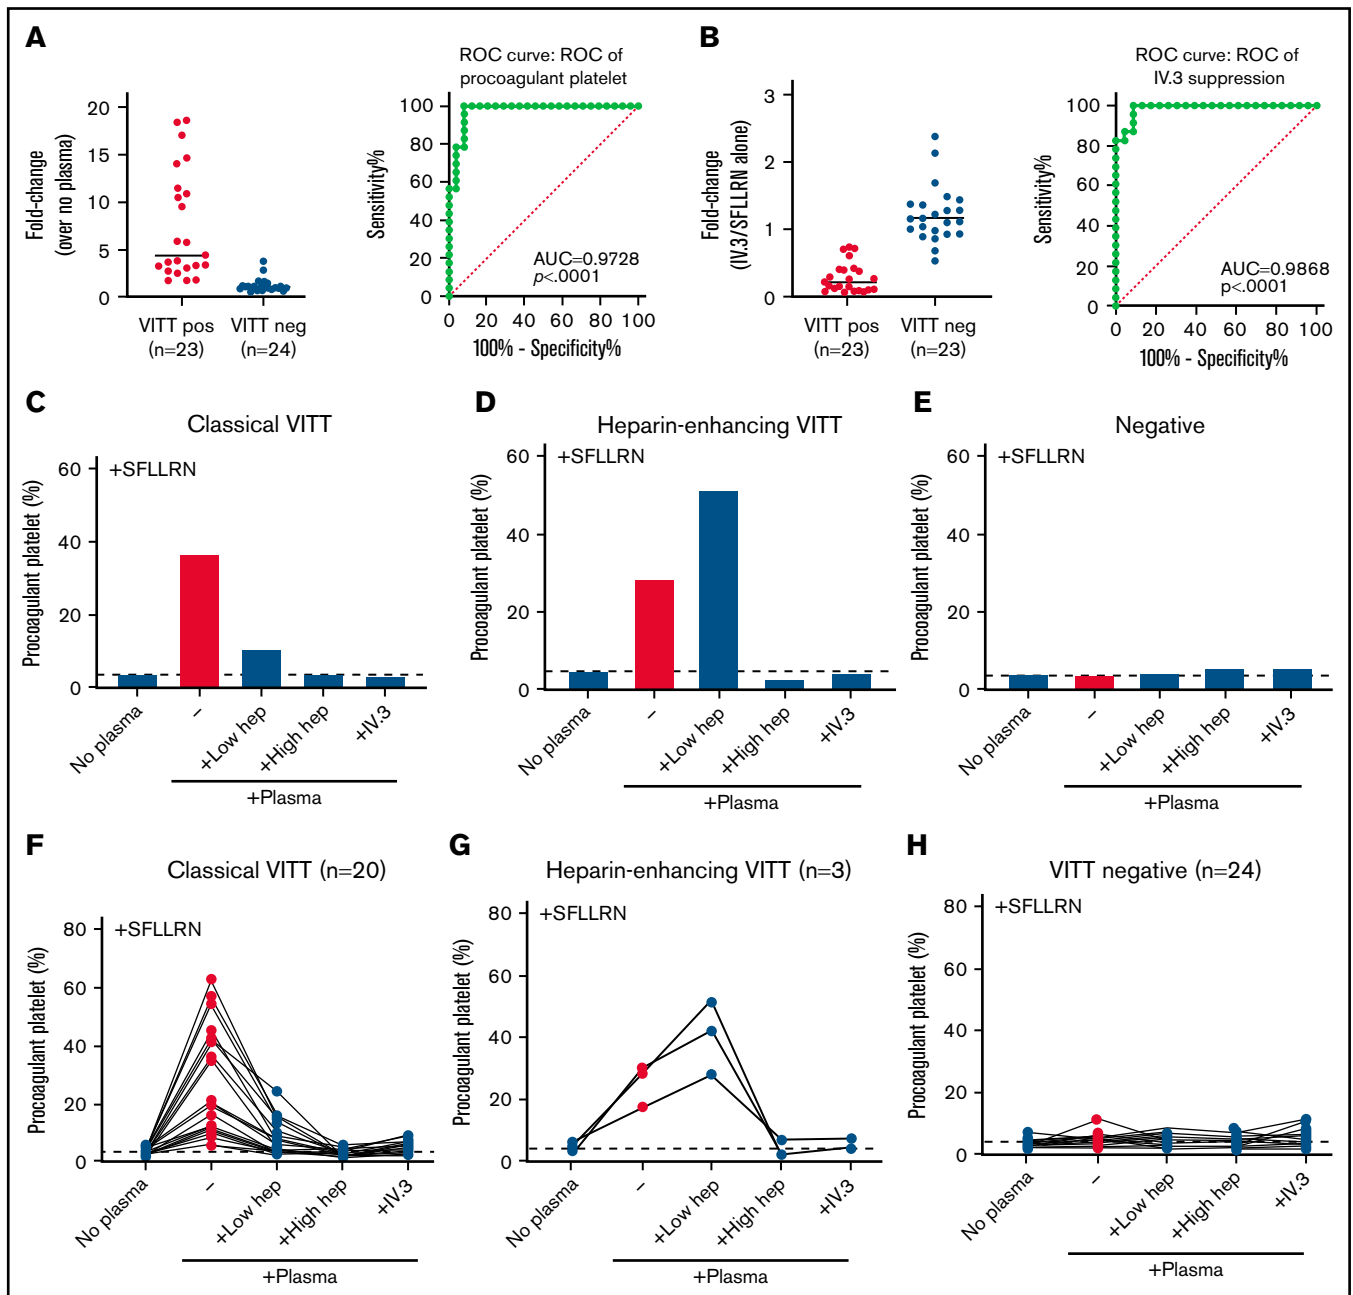 A
Fold-change
(over no plasma)
20
15
10
5
0
VITT pos
(n=23)
VITT neg
(n=24)
ROC curve: ROC of
procoagulant platelet
Sensitivity%
100
80
60
40
20
0
AUC=0.9728
p<.0001
0 20 40 60 80 100
100% - Specificity%
B
Fold-change
(IV.3/SFLLRN alone)
3
2
1
0
VITT pos
(n=23)
VITT neg
(n=23)
ROC curve: ROC of
IV.3 suppression
Sensitivity%
100
80
60
40
20
0
AUC=0.9868
p<.0001
0 20 40 60 80 100
100% - Specificity%
C
Classical VITT
+SFLLRN
Procoagulant platelet (%)
60
40
20
0
No plasma
–
+Low hep
+High hep
+IV.3
+Plasma
D
Heparin-enhancing VITT
+SFLLRN
Procoagulant platelet (%)
60
40
20
0
No plasma
–
+Low hep
+High hep
+IV.3
+Plasma
E
Negative
+SFLLRN
Procoagulant platelet (%)
60
40
20
0
No plasma
–
+Low hep
+High hep
+IV.3
+Plasma
F
Classical VITT (n=20)
+SFLLRN
Procoagulant platelet (%)
80
60
40
20
0
No plasma
–
+Low hep
+High hep
+IV.3
+Plasma
G
Heparin-enhancing VITT (n=3)
+SFLLRN
Procoagulant platelet (%)
80
60
40
20
0
No plasma
–
+Low hep
+High hep
+IV.3
+Plasma
H
VITT negative (n=24)
+SFLLRN
Procoagulant platelet (%)
80
60
40
20
0
No plasma
–
+Low hep
+High hep
+IV.3
+Plasma